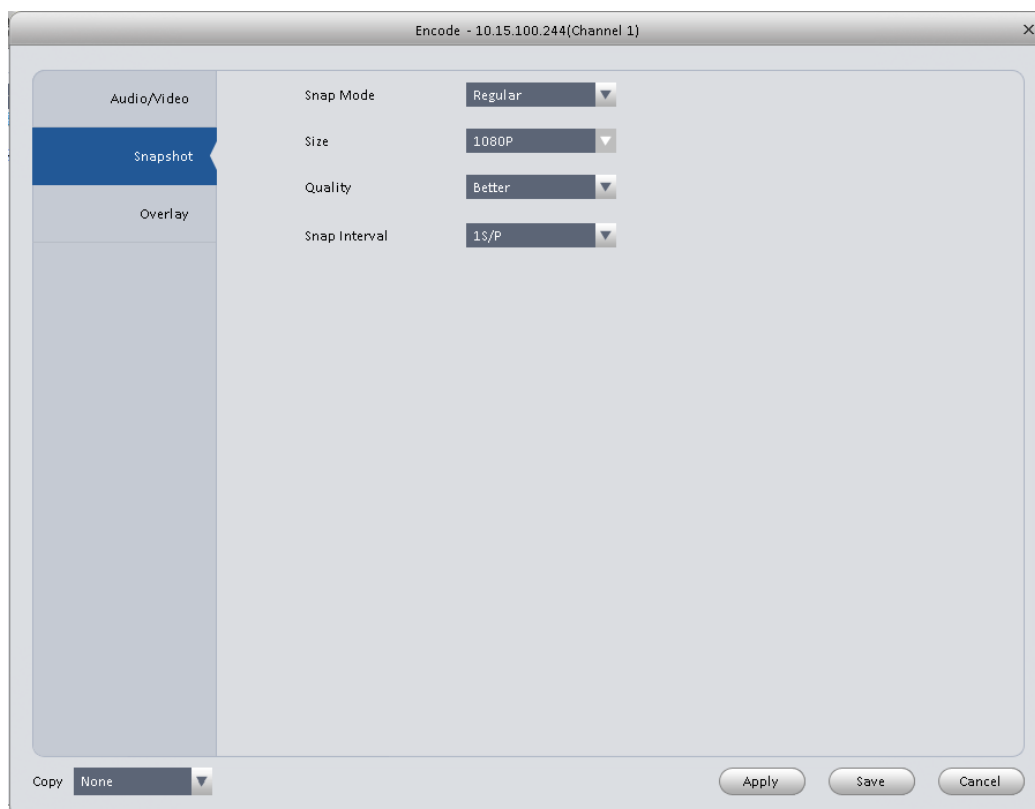 Encode - 10.15.100.244(Channel 1)
Audio/Video
Snapshot
Overlay
Snap Mode Regular
Size 1080P
Quality Better
Snap Interval 1S/P
Copy None
Apply Save Cancel